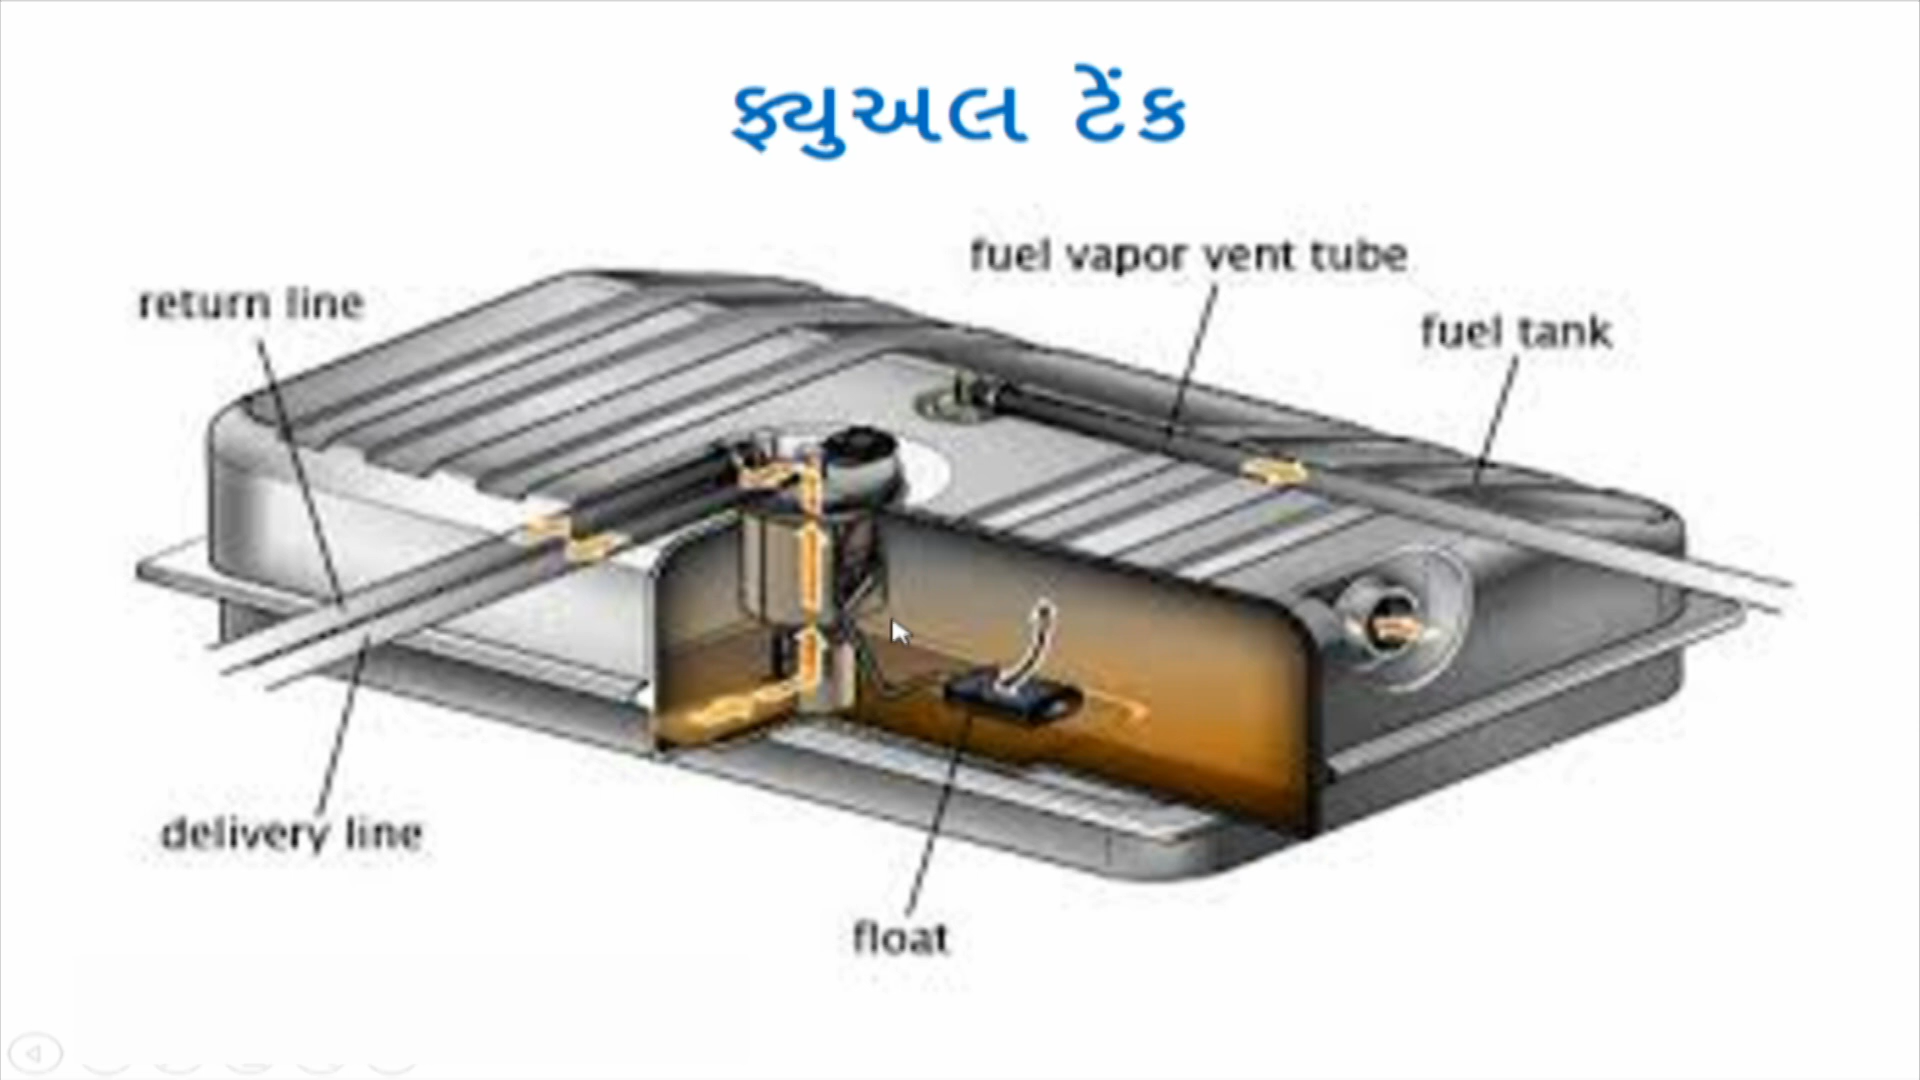 ફ્યુઅલ ટેંક
fuel vapor vent tube
return line
fuel tank
delivery line
float